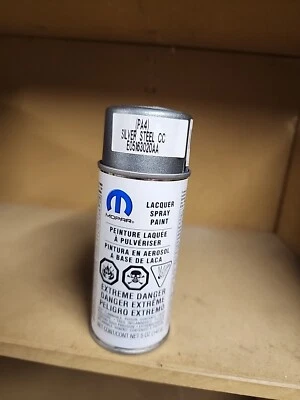 (PA4)
SILVER STEEL CC
E05163020AA
MOPAR
LACQUER
SPRAY
PAINT
PEINTURE LAQUÉE
À PULVÉRISER
PINTURA EN AEROSOL
A BASE DE LACA
EXTREME DANGER
DANGER EXTRÊME
PELIGRO EXTREMO